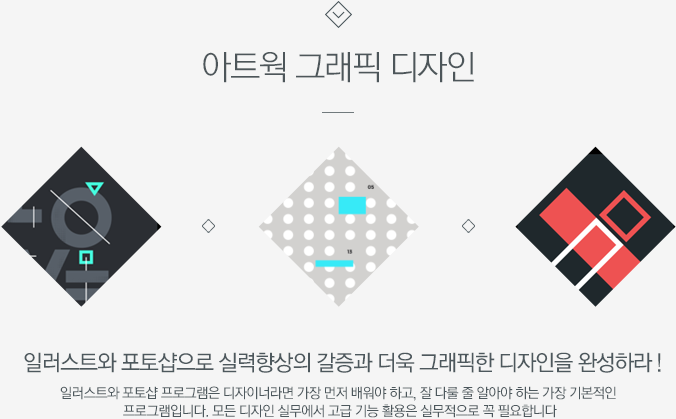 아트웍 그래픽 디자인
05
13
일러스트와 포토샵으로 실력향상의 갈증과 더욱 그래픽한 디자인을 완성하라 !
일러스트와 포토샵 프로그램은 디자이너라면 가장 먼저 배워야 하고, 잘 다룰 줄 알아야 하는 가장 기본적인
프로그램입니다. 모든 디자인 실무에서 고급 기능 활용은 실무적으로 꼭 필요합니다